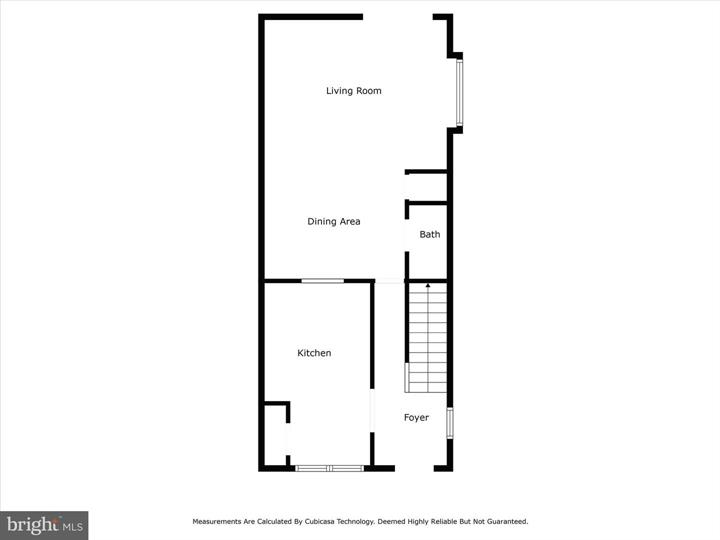 Living Room
Dining Area
Bath
Kitchen
Foyer
Measurements Are Calculated By Cubicasa Technology. Deemed Highly Reliable But Not Guaranteed.
bright MLS